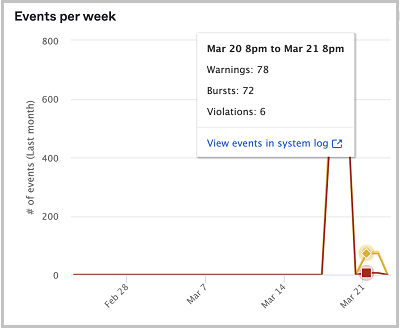 Events per week
800
600
400
200
0
# of events (Last month)
Mar 20 8pm to Mar 21 8pm
Warnings: 78
Bursts: 72
Violations: 6
View events in system log
Feb 28
Mar 7
Mar 14
Mar 21